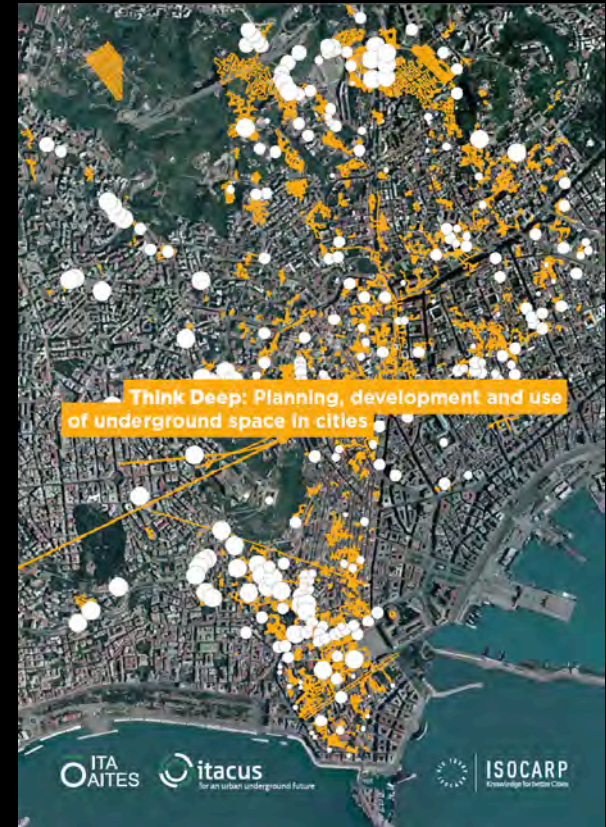 Think Deep: Planning, development and use
of underground space in cities
ITA
AITES
itacus
for an urban underground future
ISOCARP
Knowledge for better Cities